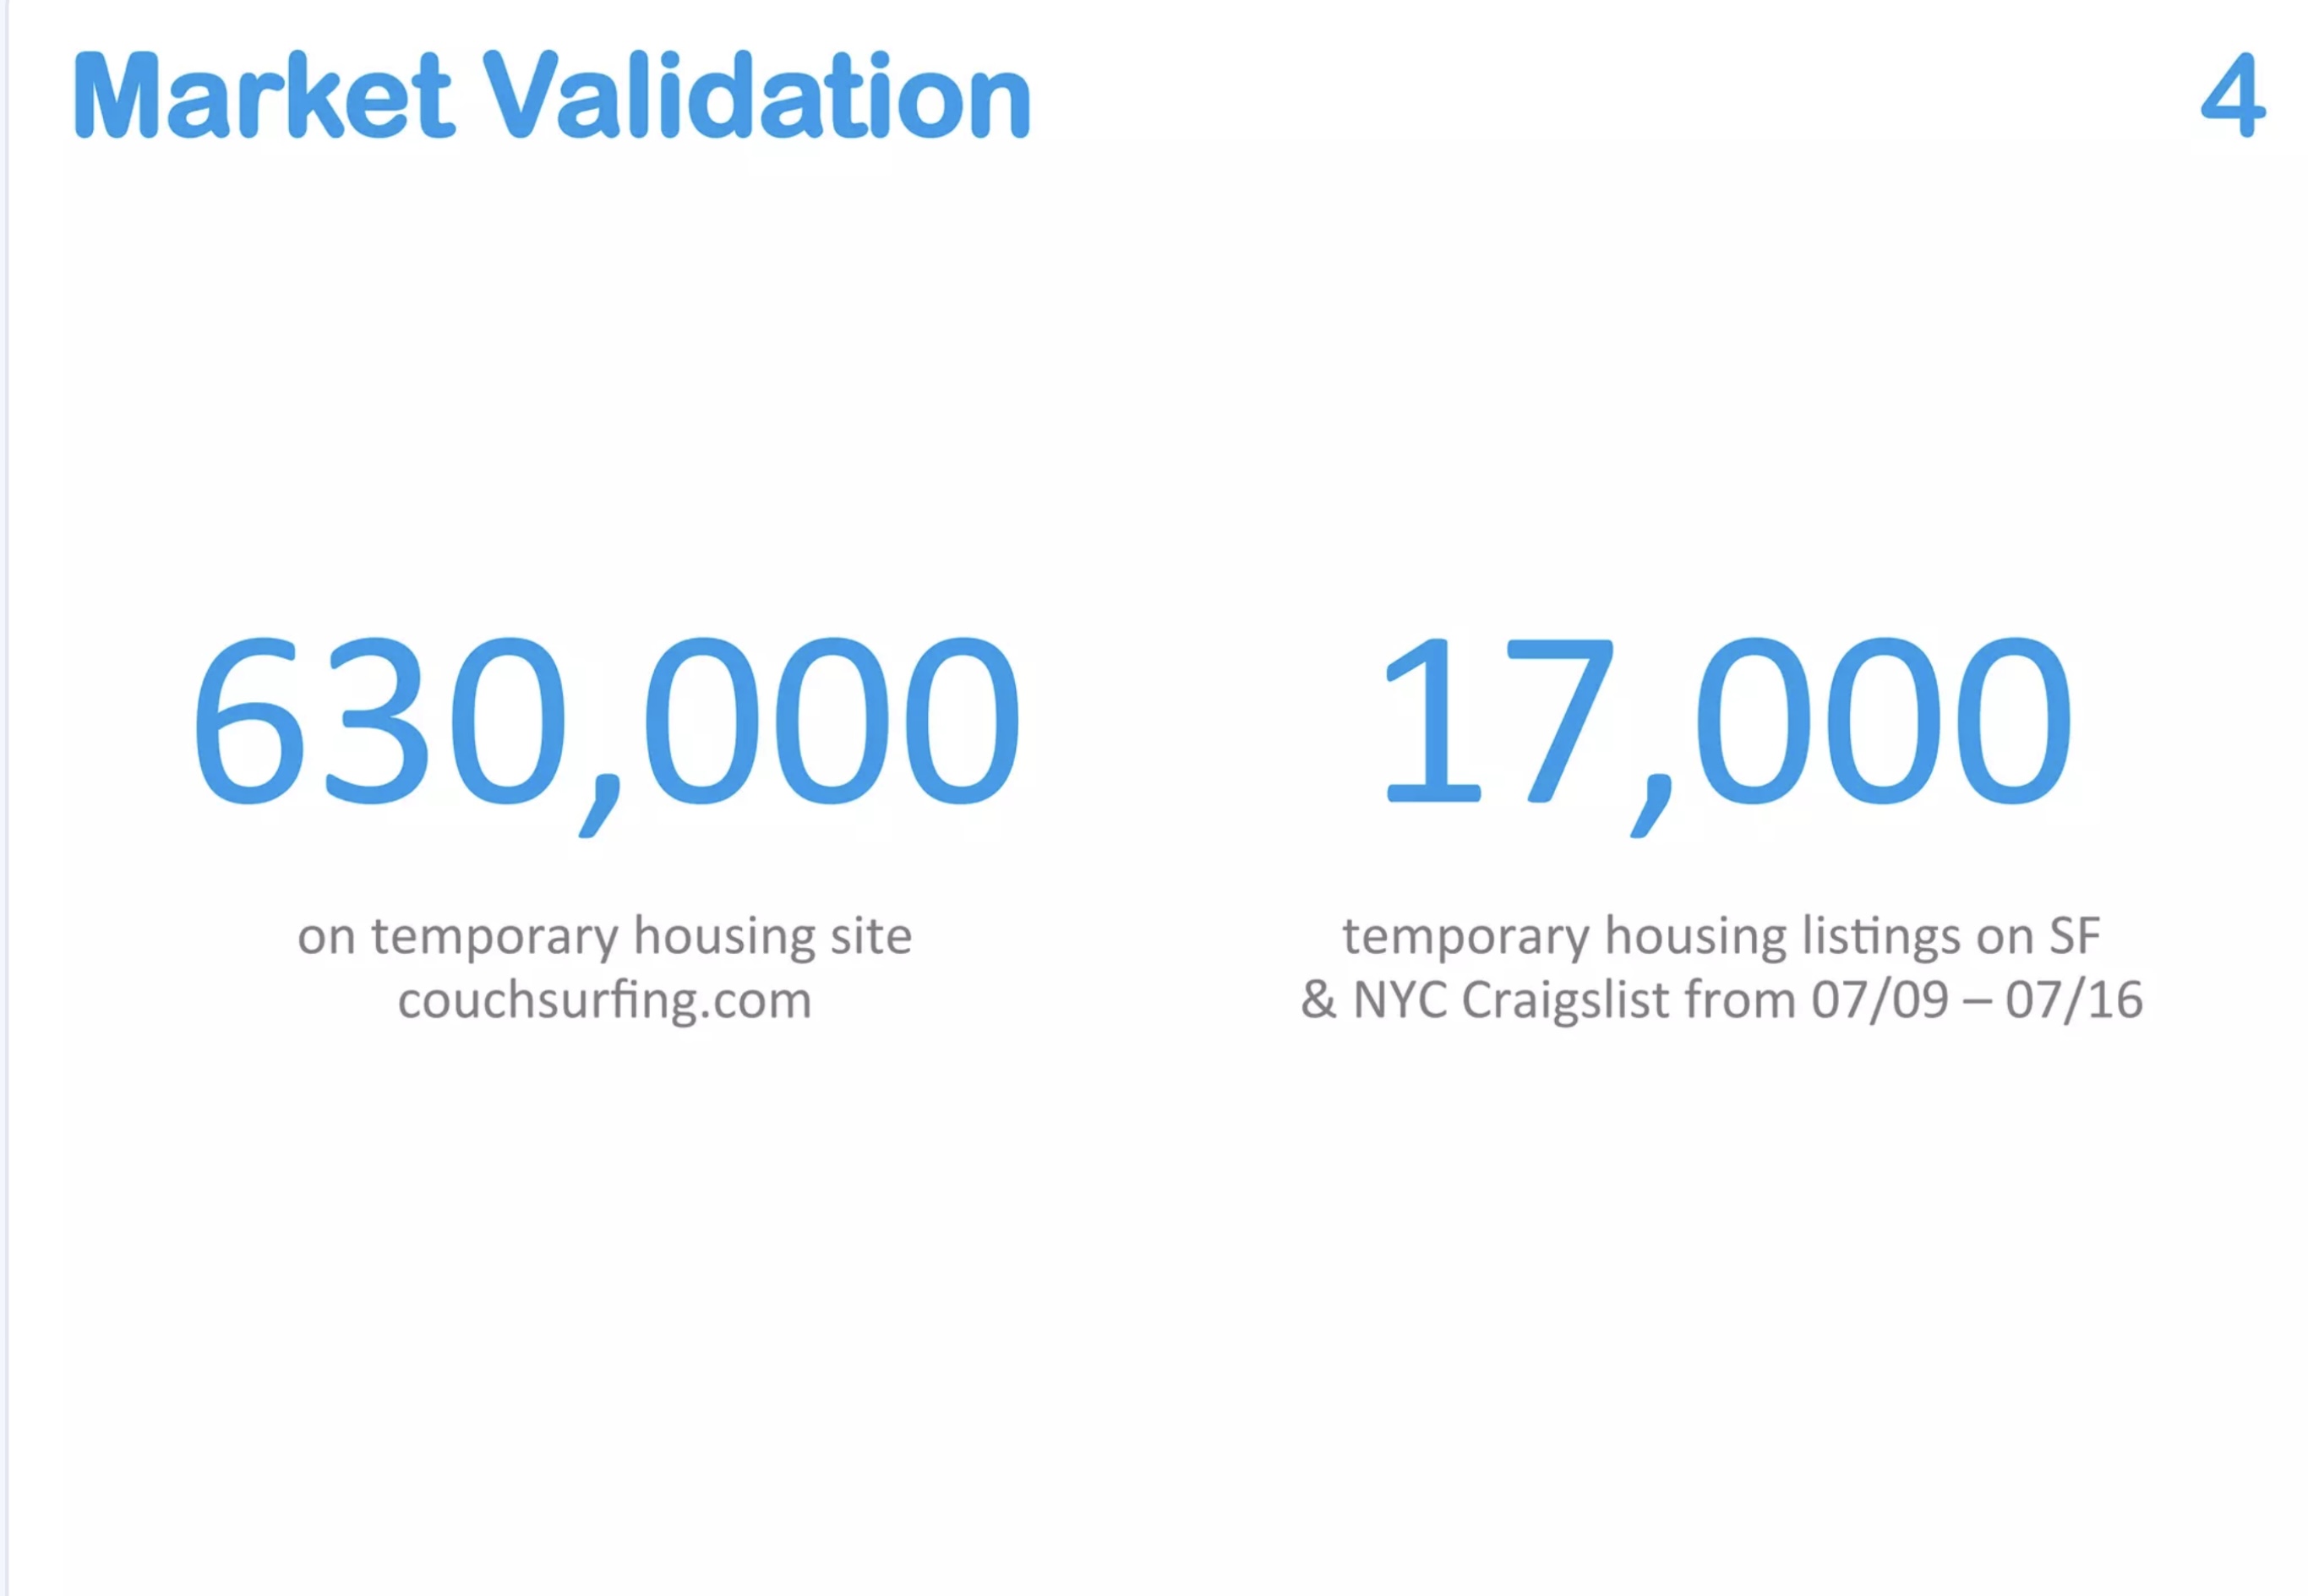 Market Validation
4
630,000
on temporary housing site
couchsurfing.com
17,000
temporary housing listings on SF
& NYC Craigslist from 07/09 – 07/16